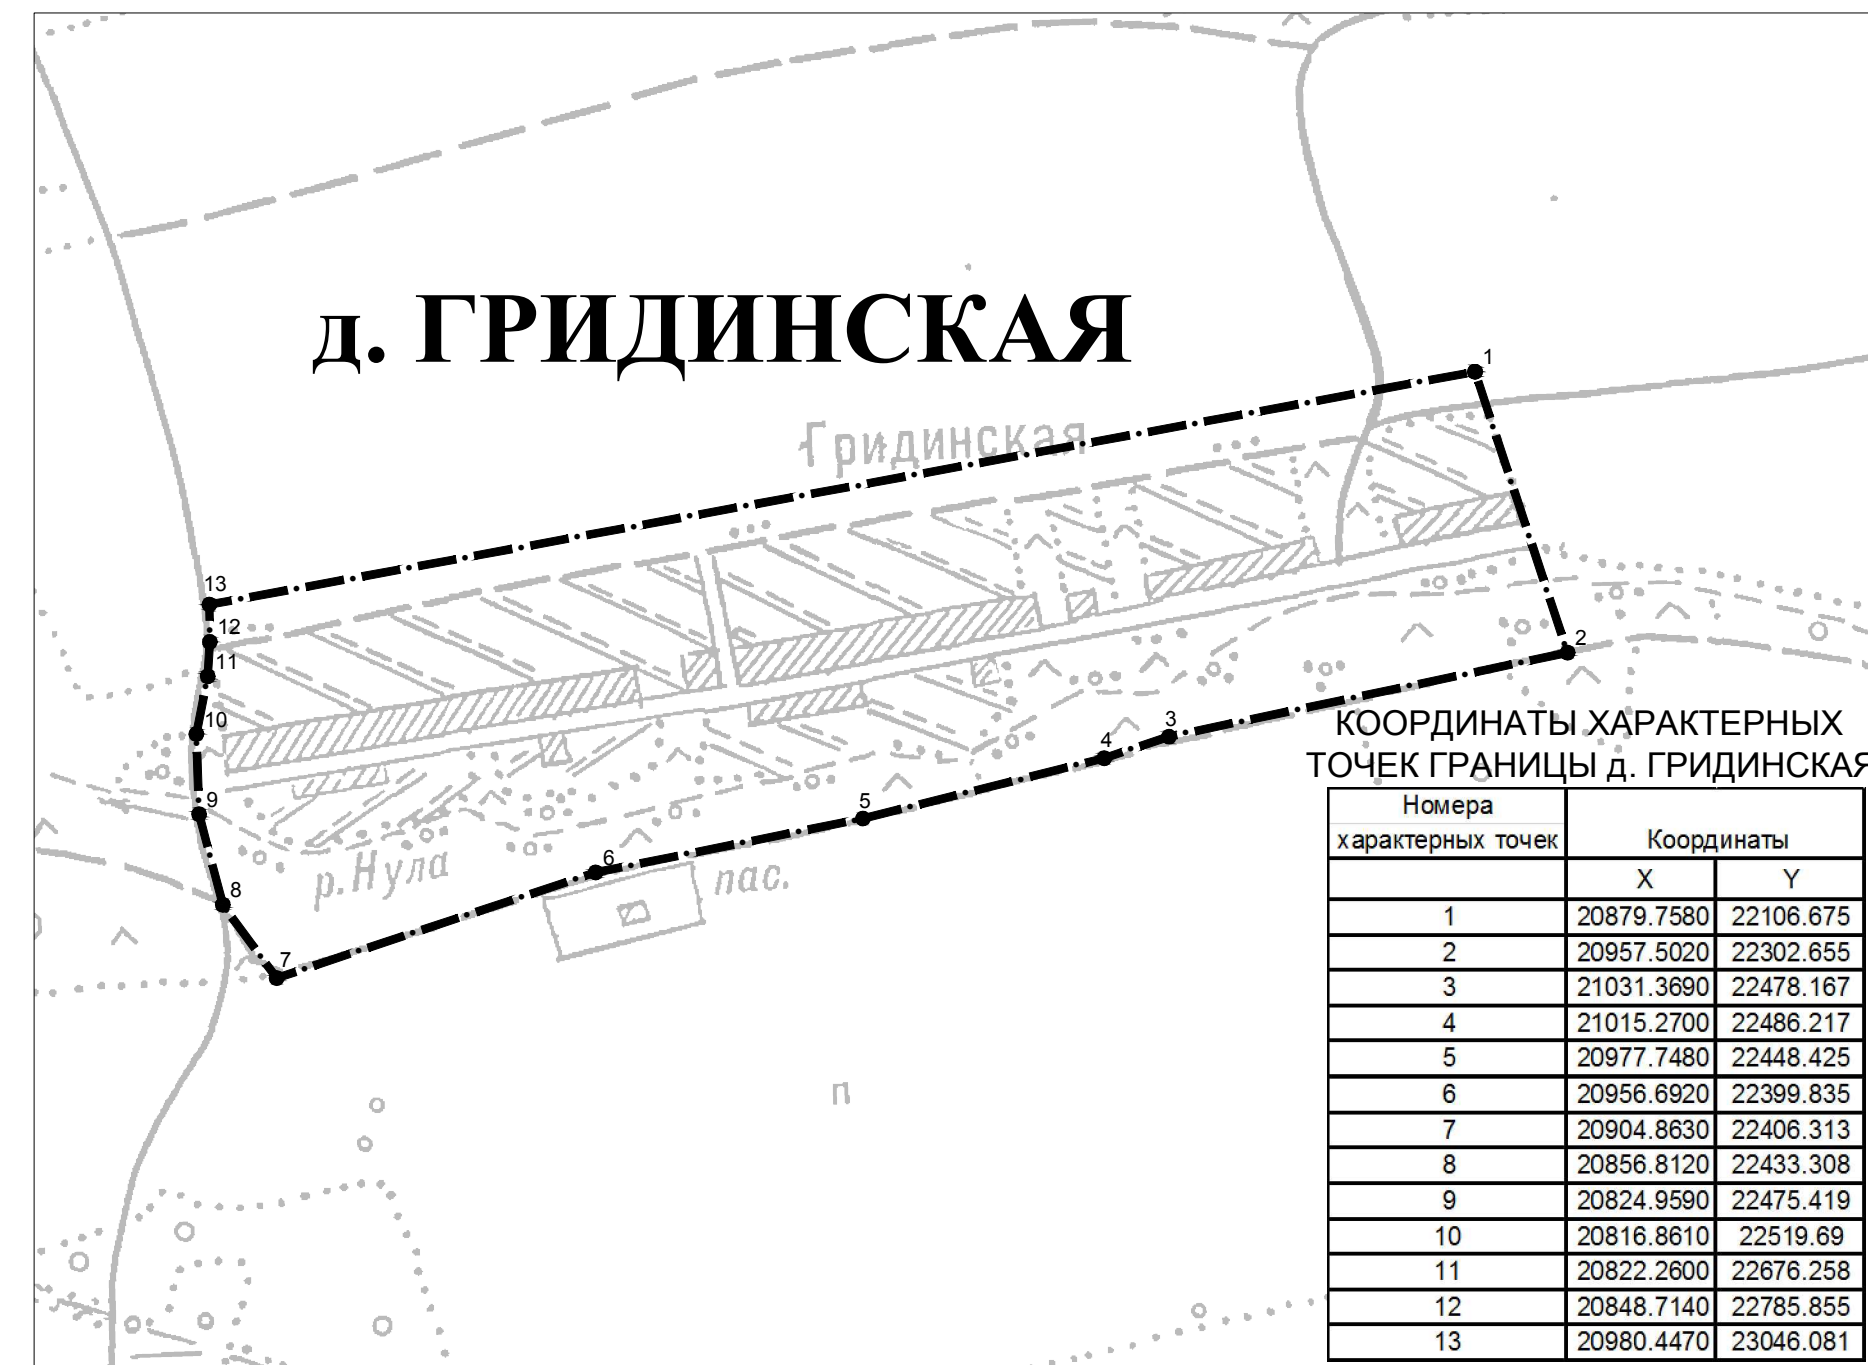 д. ГРИДИНСКАЯ
1
Гридинская
13
12
11
2
10
3
4
9
5
6
8
р. Нула
пас.
7
п
КООРДИНАТЫ ХАРАКТЕРНЫХ
ТОЧЕК ГРАНИЦЫ д. ГРИДИНСКАЯ
Номера
характерных точек Координаты
X Y
1 20879.7580 22106.675
2 20957.5020 22302.655
3 21031.3690 22478.167
4 21015.2700 22486.217
5 20977.7480 22448.425
6 20956.6920 22399.835
7 20904.8630 22406.313
8 20856.8120 22433.308
9 20824.9590 22475.419
10 20816.8610 22519.69
11 20822.2600 22676.258
12 20848.7140 22785.855
13 20980.4470 23046.081